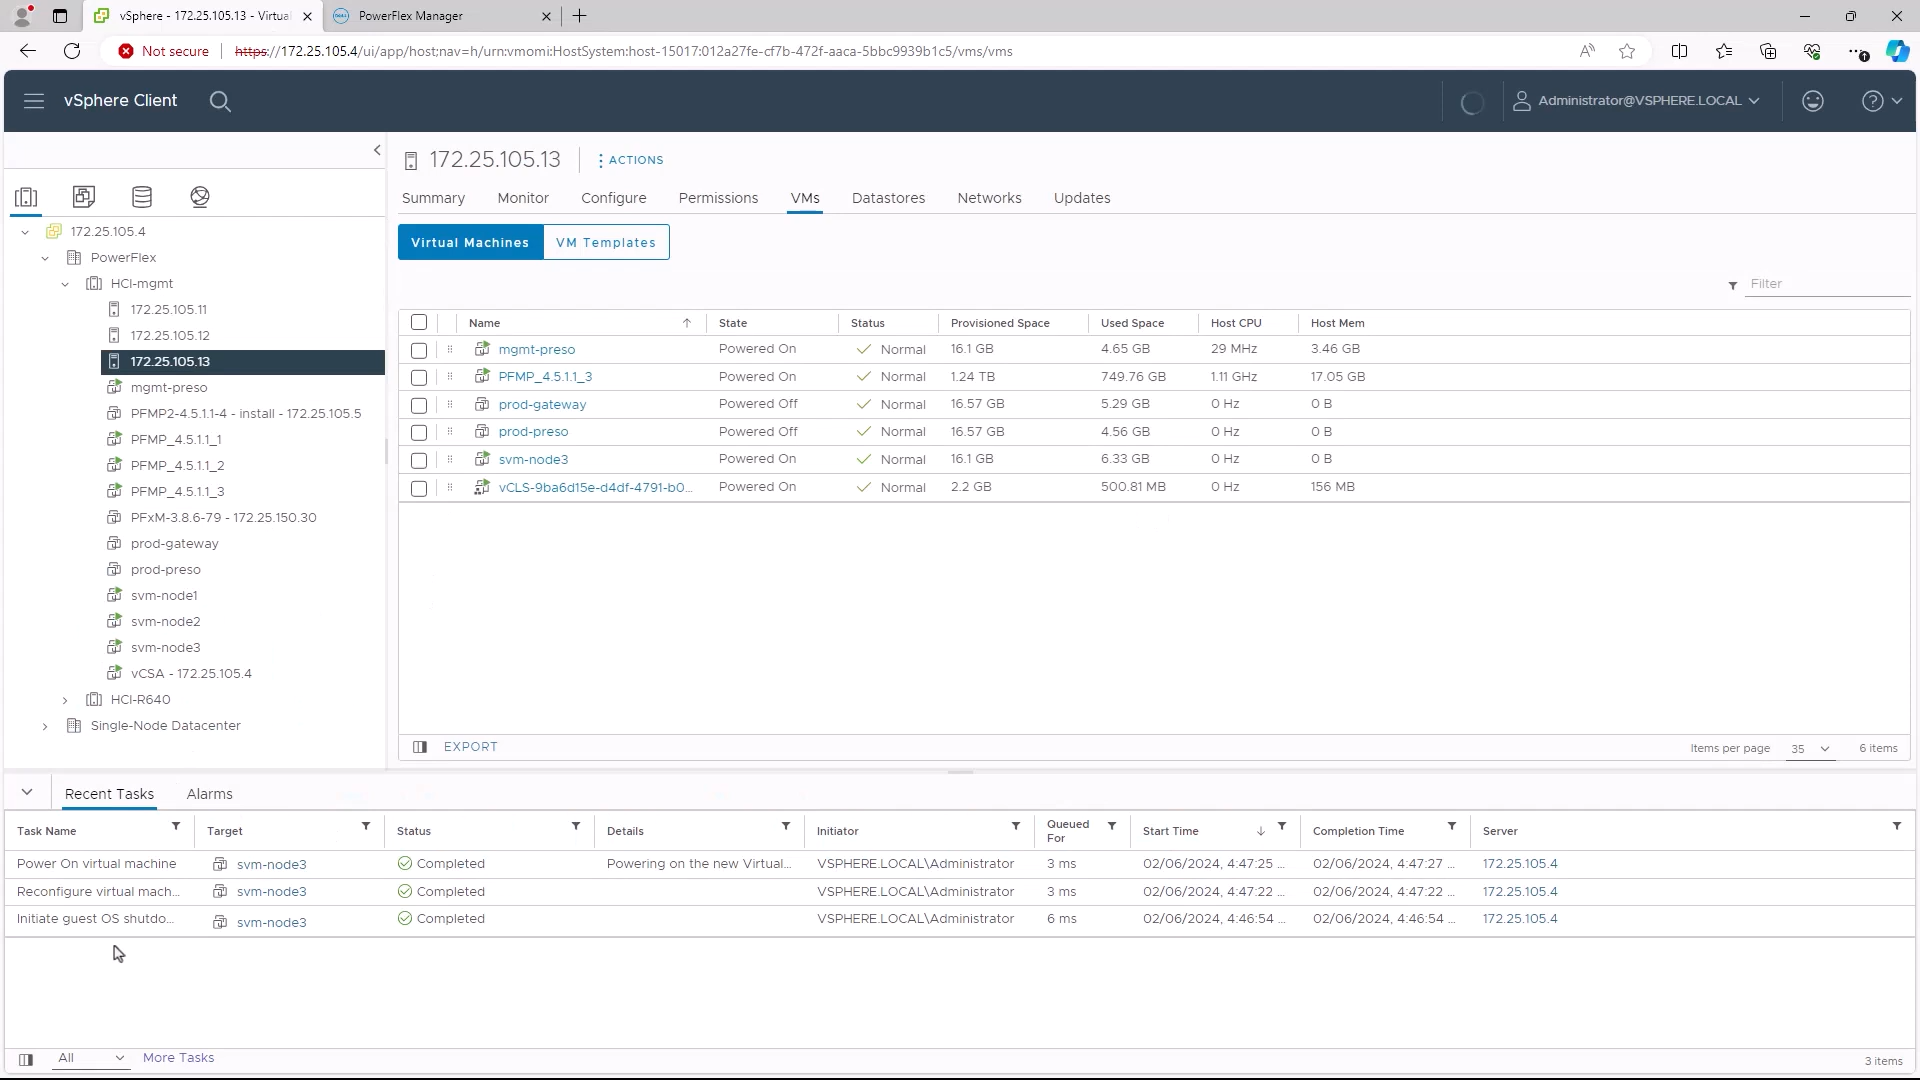 vSphere - 172.25.105.13 - Virtual
PowerFlex Manager
Not secure
https://172.25.105.4/ui/app/host;nav=h/urn:vmomi:HostSystem:host-15017:012a27fe-cf7b-472f-aaca-5bbc9939b1c5/vms/vms
vSphere Client
Administrator@VSPHERE.LOCAL
172.25.105.13
ACTIONS
Summary Monitor Configure Permissions VMs Datastores Networks Updates
Virtual Machines VM Templates
Filter
172.25.105.4
PowerFlex
HCI-mgmt
172.25.105.11
172.25.105.12
172.25.105.13
mgmt-preso
PFMP2-4.5.1.1-4 - install - 172.25.105.5
PFMP_4.5.1.1_1
PFMP_4.5.1.1_2
PFMP_4.5.1.1_3
PFxM-3.8.6-79 - 172.25.150.30
prod-gateway
prod-preso
svm-node1
svm-node2
svm-node3
vCSA - 172.25.105.4
HCI-R640
Single-Node Datacenter
Name State Status Provisioned Space Used Space Host CPU Host Mem
mgmt-preso Powered On Normal 16.1 GB 4.65 GB 29 MHz 3.46 GB
PFMP_4.5.1.1_3 Powered On Normal 1.24 TB 749.76 GB 1.11 GHz 17.05 GB
prod-gateway Powered Off Normal 16.57 GB 5.29 GB 0 Hz 0 B
prod-preso Powered Off Normal 16.57 GB 4.56 GB 0 Hz 0 B
svm-node3 Powered On Normal 16.1 GB 6.33 GB 0 Hz 0 B
vCLS-9ba6d15e-d4df-4791-b0... Powered On Normal 2.2 GB 500.81 MB 0 Hz 156 MB
EXPORT
Items per page 35 6 items
Recent Tasks Alarms
Task Name Target Status Details Initiator Queued For Start Time Completion Time Server
Power On virtual machine svm-node3 Completed Powering on the new Virtual... VSPHERE.LOCAL\Administrator 3 ms 02/06/2024, 4:47:25 ... 02/06/2024, 4:47:27 ... 172.25.105.4
Reconfigure virtual mach... svm-node3 Completed VSPHERE.LOCAL\Administrator 3 ms 02/06/2024, 4:47:22 ... 02/06/2024, 4:47:22 ... 172.25.105.4
Initiate guest OS shutdo... svm-node3 Completed VSPHERE.LOCAL\Administrator 6 ms 02/06/2024, 4:46:54 ... 02/06/2024, 4:46:54 ... 172.25.105.4
All More Tasks
3 items